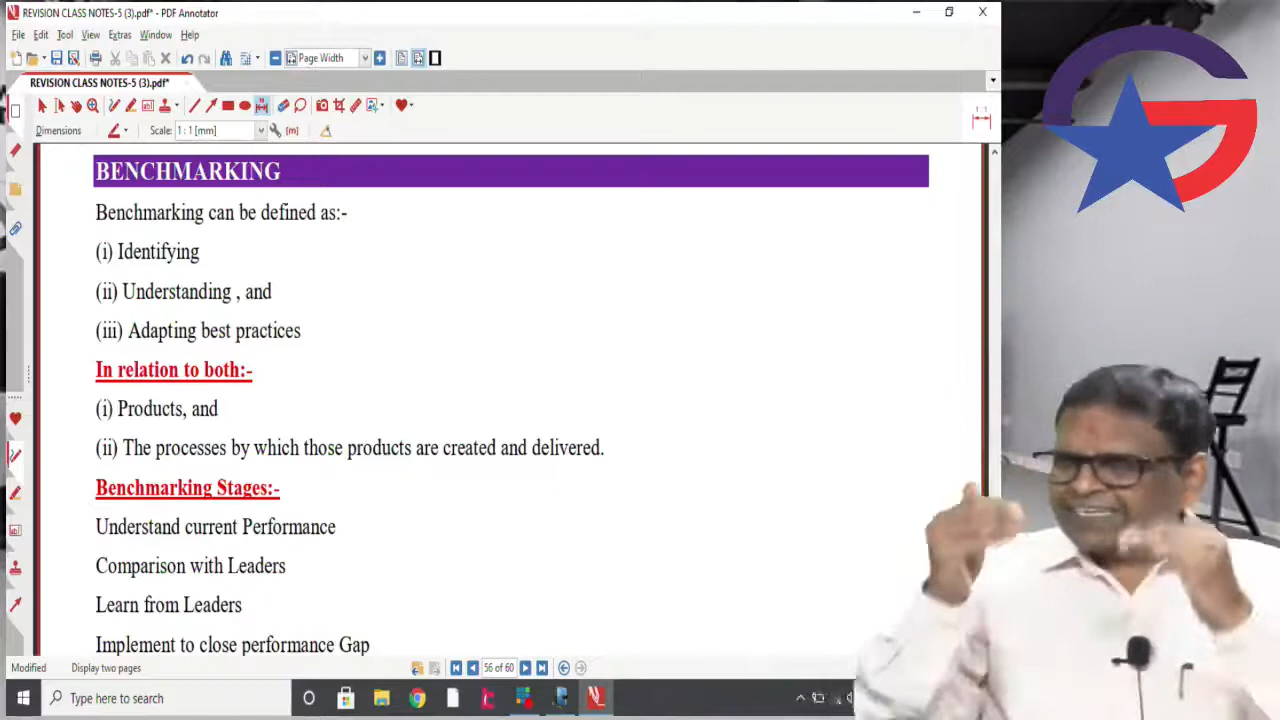 REVISION CLASS NOTES-5 (3).pdf* - PDF Annotator
File Edit Tool View Extras Window Help
Page Width
REVISION CLASS NOTES-5 (3).pdf*
Dimensions Scale: 1 : 1 [mm] (m)
BENCHMARKING
Benchmarking can be defined as:-
(i) Identifying
(ii) Understanding , and
(iii) Adapting best practices
In relation to both:-
(i) Products, and
(ii) The processes by which those products are created and delivered.
Benchmarking Stages:-
Understand current Performance
Comparison with Leaders
Learn from Leaders
Implement to close performance Gap
Modified Display two pages 56 of 60
Type here to search